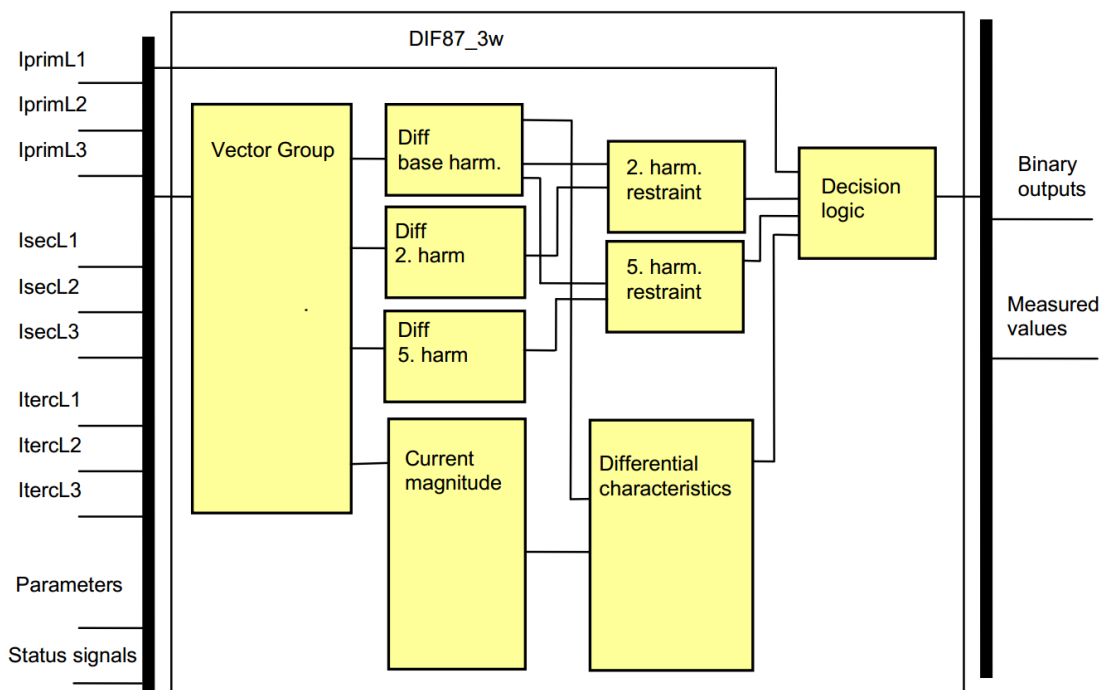 DIF87_3w
IprimL1
IprimL2
IprimL3
IsecL1
IsecL2
IsecL3
ItercL1
ItercL2
ItercL3
Parameters
Status signals
Vector Group
Diff
base harm.
Diff
2. harm
Diff
5. harm
Current
magnitude
2. harm.
restraint
5. harm.
restraint
Differential
characteristics
Decision
logic
Binary
outputs
Measured
values